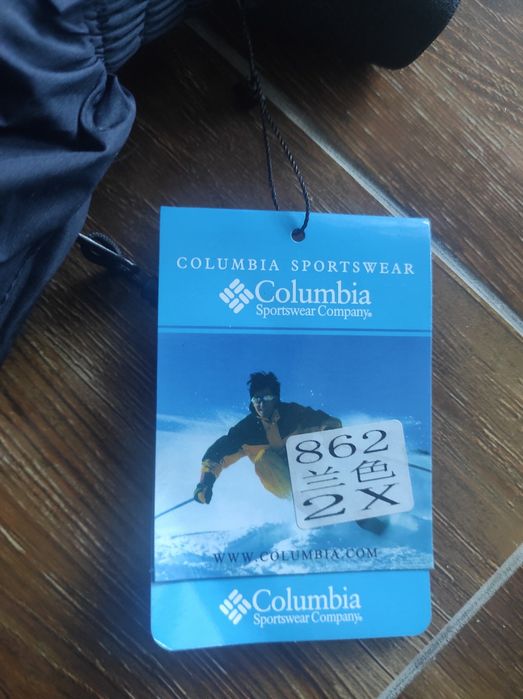 COLUMBIA SPORTSWEAR
Columbia
Sportswear Company®
862
兰色
2X
WWW.COLUMBIA.COM
Columbia
Sportswear Company®